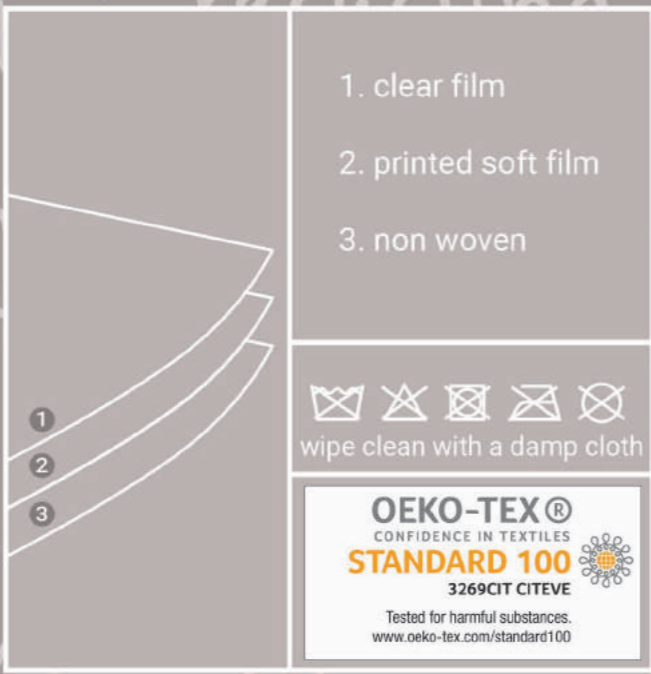 1. clear film
2. printed soft film
3. non woven
1
2
3
wipe clean with a damp cloth
OEKO-TEX®
CONFIDENCE IN TEXTILES
STANDARD 100
3269CIT CITEVE
Tested for harmful substances.
www.oeko-tex.com/standard100